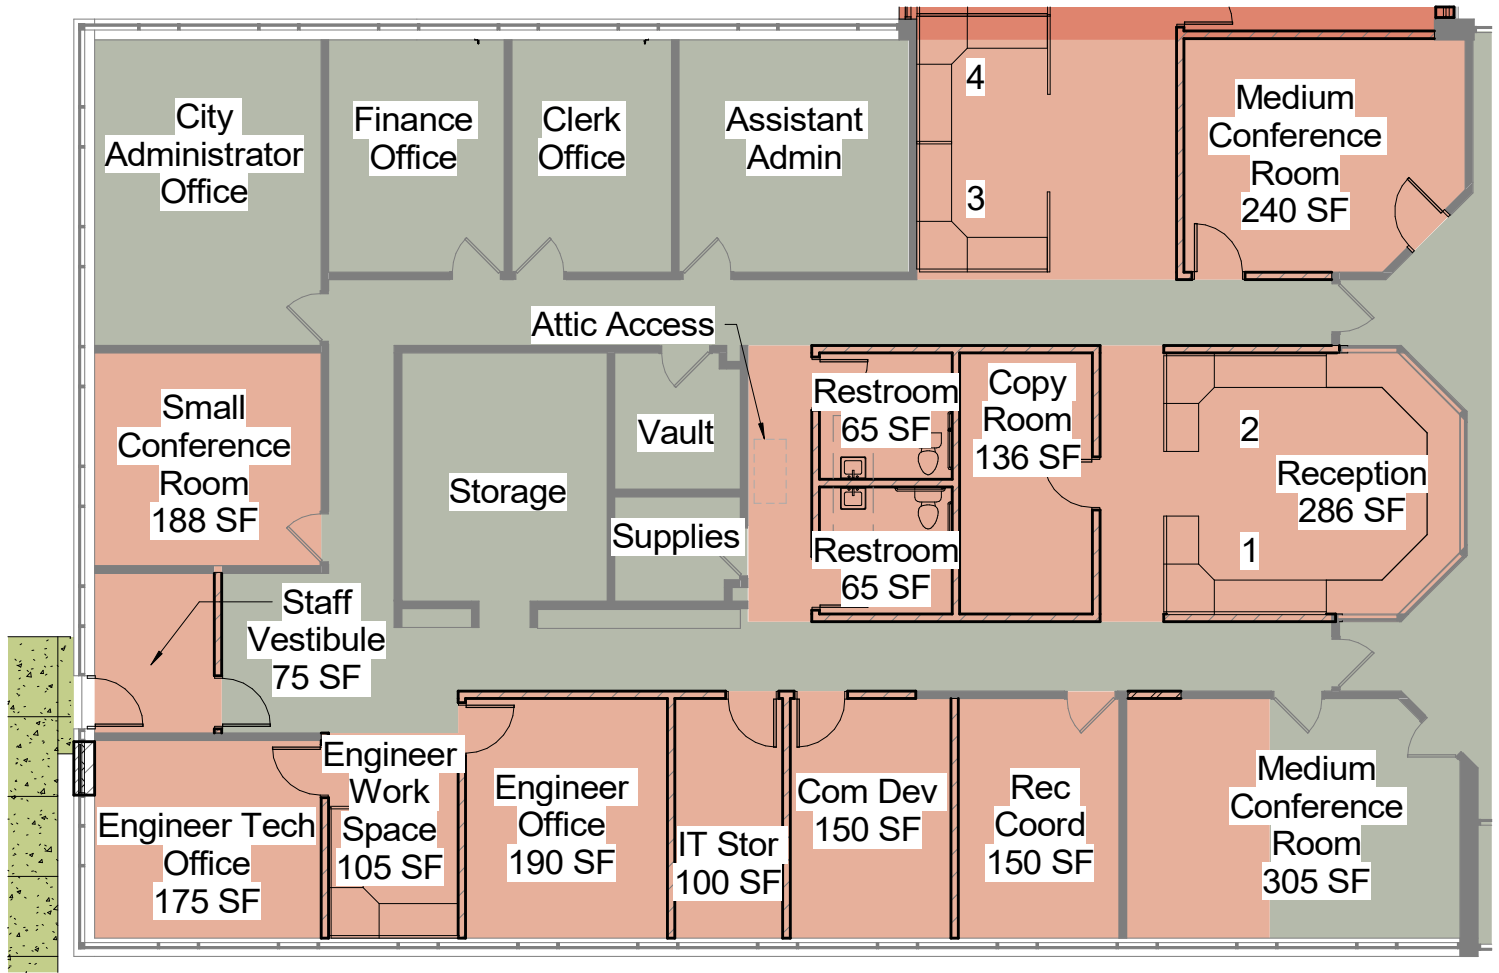 City
Administrator
Office
Finance
Office
Clerk
Office
Assistant
Admin
4
3
Medium
Conference
Room
240 SF
Attic Access
Small
Conference
Room
188 SF
Storage
Vault
Supplies
Restroom
65 SF
Restroom
65 SF
Copy
Room
136 SF
2
1
Reception
286 SF
Staff
Vestibule
75 SF
Engineer Tech
Office
175 SF
Engineer
Work
Space
105 SF
Engineer
Office
190 SF
IT Stor
100 SF
Com Dev
150 SF
Rec
Coord
150 SF
Medium
Conference
Room
305 SF